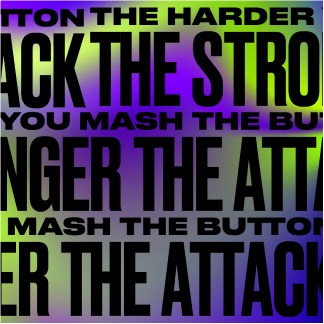 TTON THE HARDER
ACK THE STRO
YOU MASH THE BUT
NGER THE ATTA
MASH THE BUTTON
ER THE ATTACK